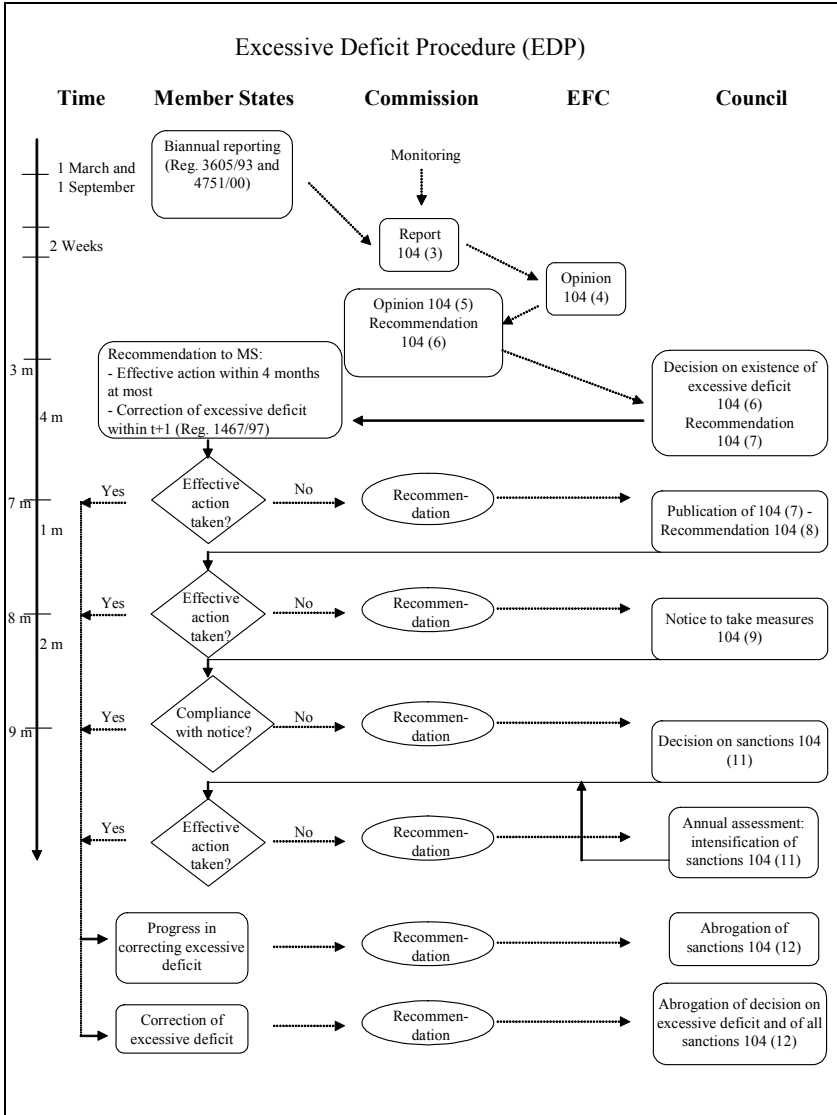 Excessive Deficit Procedure (EDP)
Time
Member States
Commission
EFC
Council
1 March and
1 September
Biannual reporting
(Reg. 3605/93 and
4751/00)
Monitoring
2 Weeks
Report
104 (3)
Opinion
104 (4)
Opinion 104 (5)
Recommendation
104 (6)
3 m
4 m
Recommendation to MS:
- Effective action within 4 months
at most
- Correction of excessive deficit
within t+1 (Reg. 1467/97)
Decision on existence of
excessive deficit
104 (6)
Recommendation
104 (7)
7 m
1 m
Yes
Effective
action
taken?
No
Recommen-
dation
Publication of 104 (7) -
Recommendation 104 (8)
8 m
2 m
Yes
Effective
action
taken?
No
Recommen-
dation
Notice to take measures
104 (9)
9 m
Yes
Compliance
with notice?
No
Recommen-
dation
Decision on sanctions 104
(11)
Yes
Effective
action
taken?
No
Recommen-
dation
Annual assessment:
intensification of
sanctions 104 (11)
Progress in
correcting excessive
deficit
Recommen-
dation
Abrogation of
sanctions 104 (12)
Correction of
excessive deficit
Recommen-
dation
Abrogation of decision on
excessive deficit and of all
sanctions 104 (12)